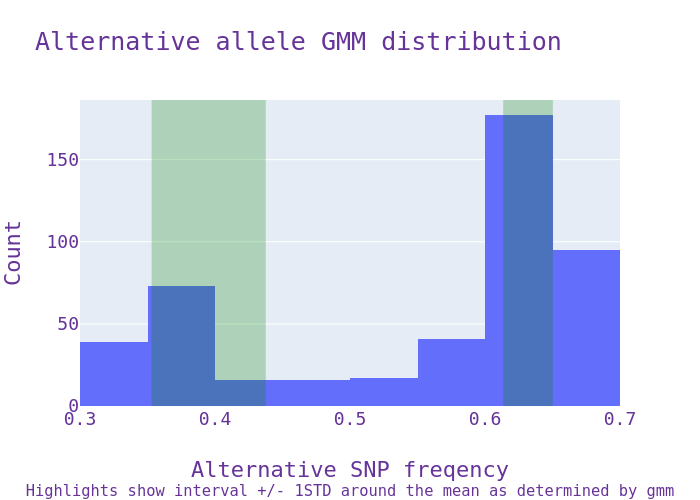 Alternative allele GMM distribution
Count
150
100
50
0
0.3 0.4 0.5 0.6 0.7
Alternative SNP freqency
Highlights show interval +/- 1STD around the mean as determined by gmm